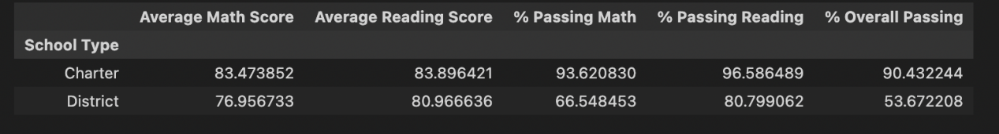 Average Math Score Average Reading Score % Passing Math % Passing Reading % Overall Passing
School Type
Charter 83.473852 83.896421 93.620830 96.586489 90.432244
District 76.956733 80.966636 66.548453 80.799062 53.672208